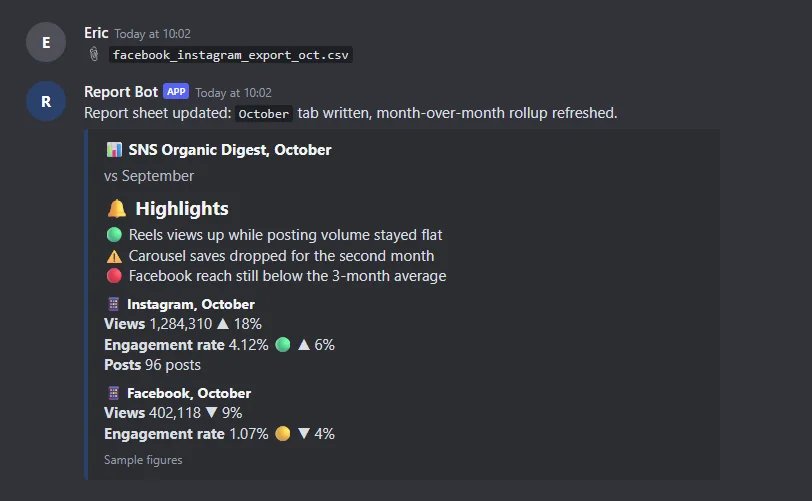 E
Eric Today at 10:02
facebook_instagram_export_oct.csv
R
Report Bot APP Today at 10:02
Report sheet updated: October tab written, month-over-month rollup refreshed.
SNS Organic Digest, October
vs September
Highlights
Reels views up while posting volume stayed flat
Carousel saves dropped for the second month
Facebook reach still below the 3-month average
Instagram, October
Views 1,284,310 ▲ 18%
Engagement rate 4.12% ▲ 6%
Posts 96 posts
Facebook, October
Views 402,118 ▼ 9%
Engagement rate 1.07% ▼ 4%
Sample figures